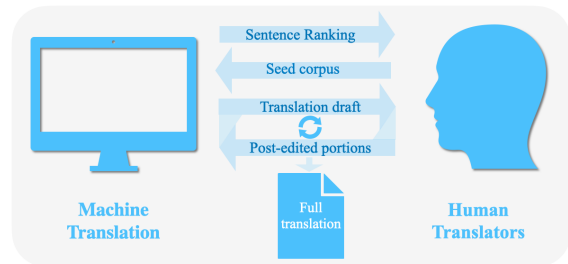 Sentence Ranking
Seed corpus
Translation draft
Post-edited portions
Full
translation
Machine
Translation
Human
Translators